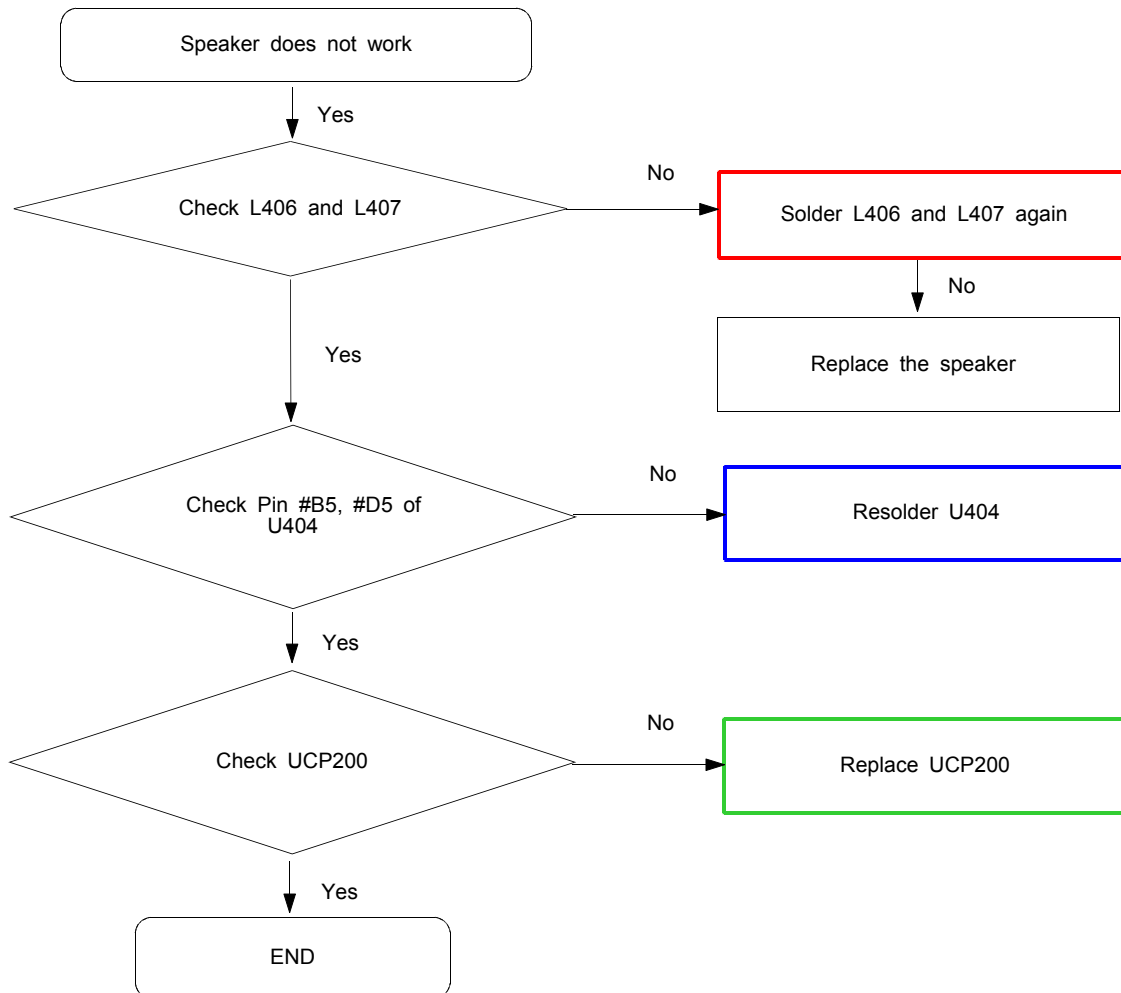 Speaker does not work
Yes
Check L406 and L407
No
Solder L406 and L407 again
No
Replace the speaker
Yes
Check Pin #B5, #D5 of
U404
No
Resolder U404
Yes
Check UCP200
No
Replace UCP200
Yes
END